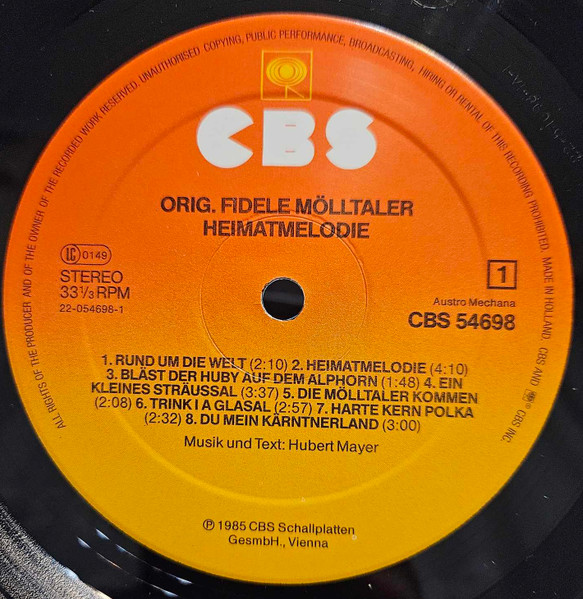 ALL RIGHTS OF THE PRODUCER AND OF THE OWNER OF THE RECORDED WORK RESERVED. UNAUTHORISED COPYING, PUBLIC PERFORMANCE, BROADCASTING, HIRING OR RENTAL OF THIS RECORDING PROHIBITED. MADE IN HOLLAND. CBS AND ® CBS INC.
CBS
ORIG. FIDELE MÖLLTALER
HEIMATMELODIE
LC 0149
STEREO
33 1/3 RPM
22-054698-1
1
Austro Mechana
CBS 54698
1. RUND UM DIE WELT (2:10) 2. HEIMATMELODIE (4:10)
3. BLÄST DER HUBY AUF DEM ALPHORN (1:48) 4. EIN
KLEINES STRÄUSSAL (3:37) 5. DIE MÖLLTALER KOMMEN
(2:08) 6. TRINK I A GLASAL (2:57) 7. HARTE KERN POLKA
(2:32) 8. DU MEIN KÄRNTNERLAND (3:00)
Musik und Text: Hubert Mayer
℗ 1985 CBS Schallplatten
GesmbH., Vienna